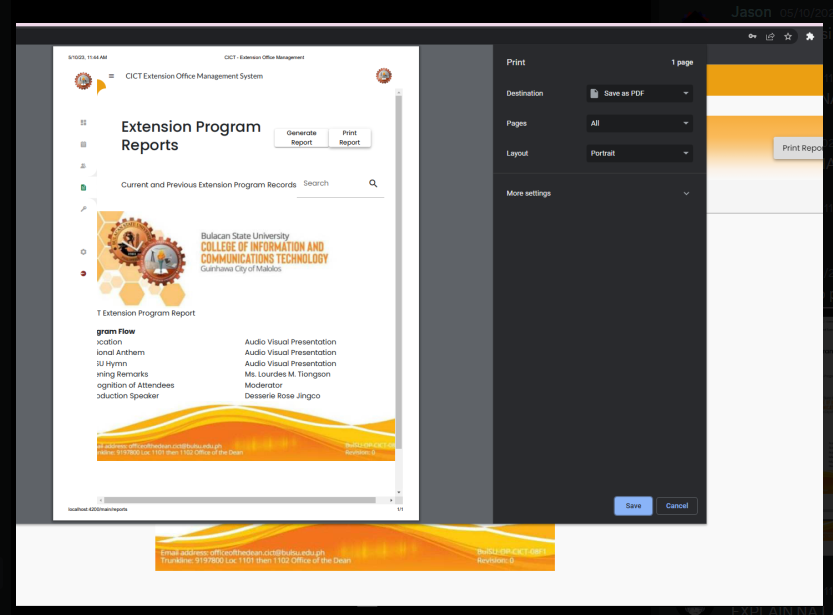 Jason 05/10/20
Print
1 page
5/10/23, 11:44 AM
CICT - Extension Office Management
CICT Extension Office Management System
Destination
Save as PDF
Pages
All
Layout
Portrait
More settings
Extension Program
Reports
Generate
Report
Print
Report
Print Repo
Current and Previous Extension Program Records
Search
Bulacan State University
COLLEGE OF INFORMATION AND
COMMUNICATIONS TECHNOLOGY
Guinhawa City of Malolos
T Extension Program Report
gram Flow
ocation
Audio Visual Presentation
ional Anthem
Audio Visual Presentation
SU Hymn
Audio Visual Presentation
ening Remarks
Ms. Lourdes M. Tiongson
ognition of Attendees
Moderator
oduction Speaker
Desserie Rose Jingco
ail address: officeofthedean.cict@bulsu.edu.ph
nkline: 9197800 Loc 1101 then 1102 Office of the Dean
BulSU-OP-CICT-08
Revision: 0
localhost:4200/main/reports
1/1
Save
Cancel
Email address: officeofthedean.cict@bulsu.edu.ph
Trunkline: 9197800 Loc 1101 then 1102 Office of the Dean
BulSU-OP-CICT-08F1
Revision: 0
EXPLAIN NA